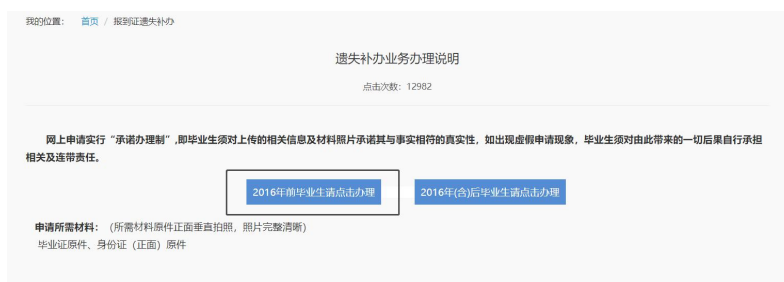 我的位置： 首页 / 报到证遗失补办
遗失补办业务办理说明
点击次数：12982
网上申请实行“承诺办理制”,即毕业生须对上传的相关信息及材料照片承诺其与事实相符的真实性，如出现虚假申请现象，毕业生须对由此带来的一切后果自行承担
相关及连带责任。
2016年前毕业生请点击办理 2016年(含)后毕业生请点击办理
申请所需材料： (所需材料原件正面垂直拍照，照片完整清晰)
毕业证原件、身份证（正面）原件